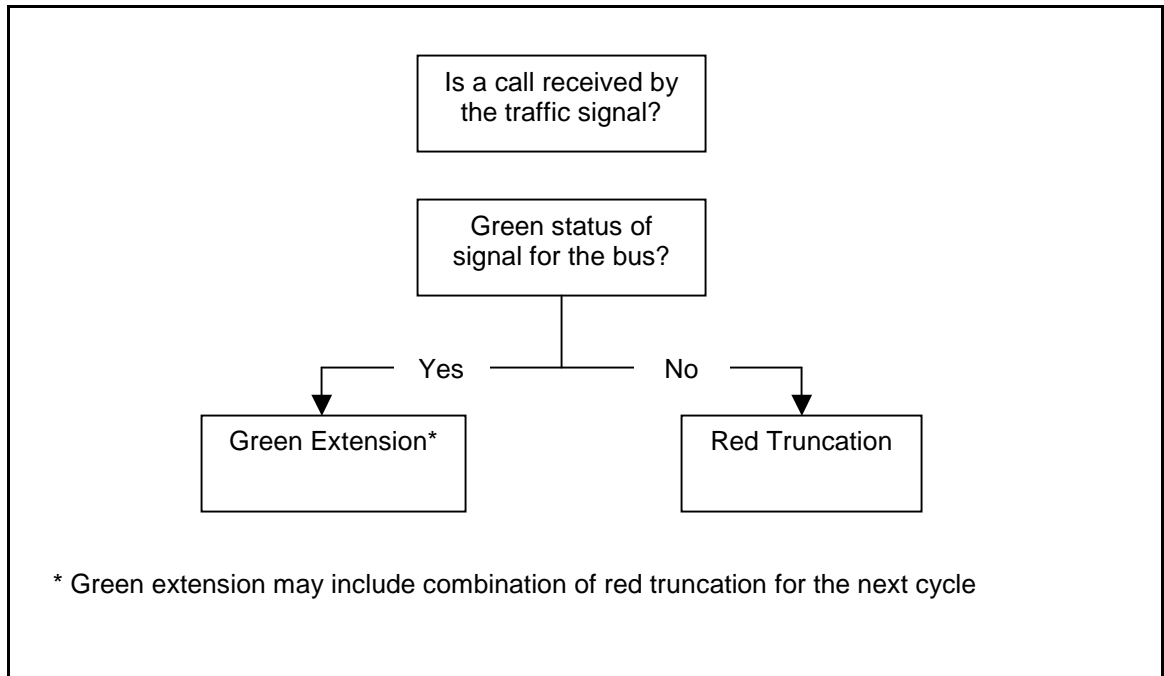 Is a call received by
the traffic signal?
Green status of
signal for the bus?
Yes
No
Green Extension*
Red Truncation
* Green extension may include combination of red truncation for the next cycle